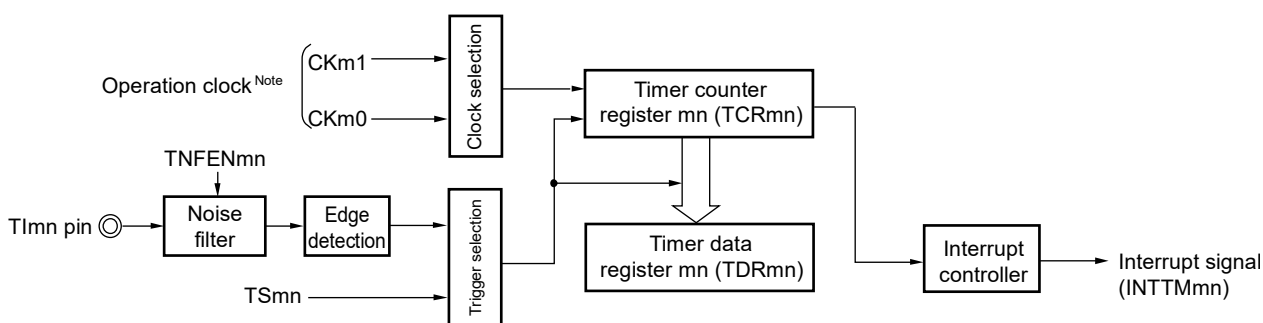 Operation clock Note
CKm1
CKm0
Clock selection
Timer counter
register mn (TCRmn)
TNFENmn
TImn pin
Noise
filter
Edge
detection
TSmn
Trigger selection
Timer data
register mn (TDRmn)
Interrupt
controller
Interrupt signal
(INTTMmn)